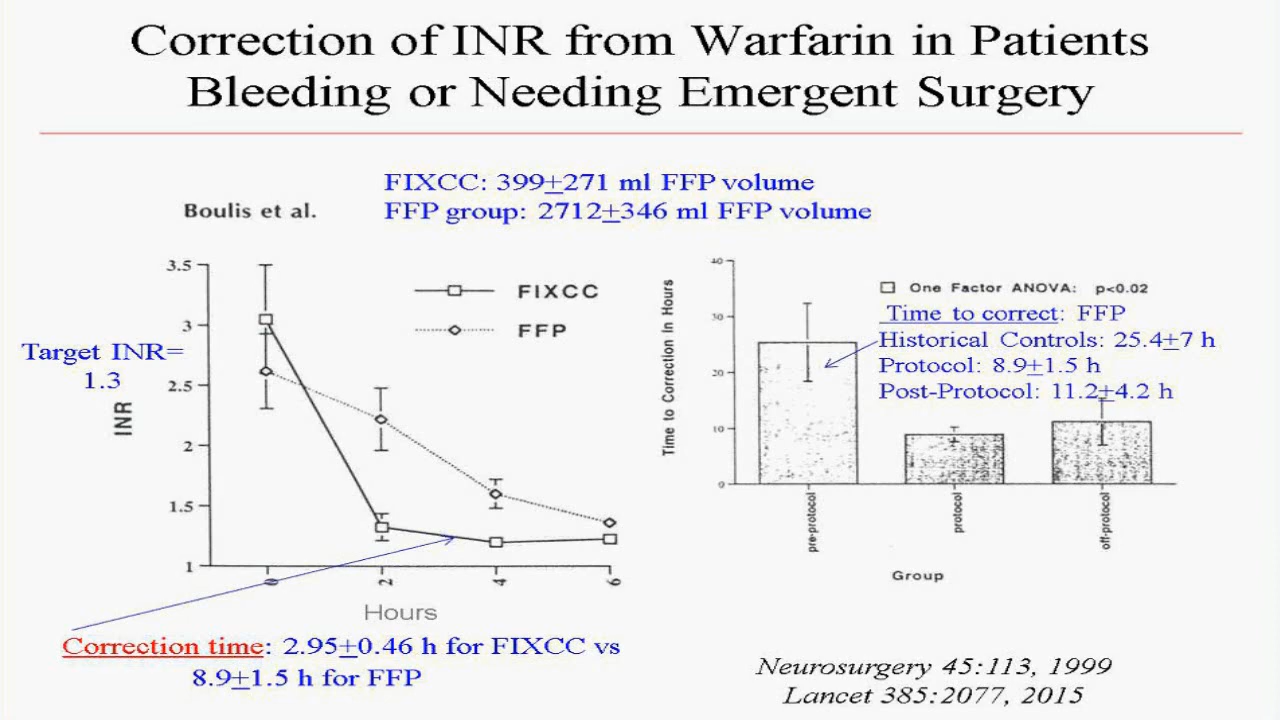 Correction of INR from Warfarin in Patients
Bleeding or Needing Emergent Surgery
FIXCC: 399±271 ml FFP volume
Boulis et al.
FFP group: 2712±346 ml FFP volume
3.5
3
2.5
2
1.5
1
INR
FIXCC
FFP
Target INR=
1.3
0
2
4
6
Hours
Correction time: 2.95±0.46 h for FIXCC vs
8.9±1.5 h for FFP
40
30
20
10
0
Time to Correction in Hours
One Factor ANOVA: p<0.02
Time to correct: FFP
Historical Controls: 25.4±7 h
Protocol: 8.9±1.5 h
Post-Protocol: 11.2±4.2 h
pre-protocol
protocol
off-protocol
Group
Neurosurgery 45:113, 1999
Lancet 385:2077, 2015